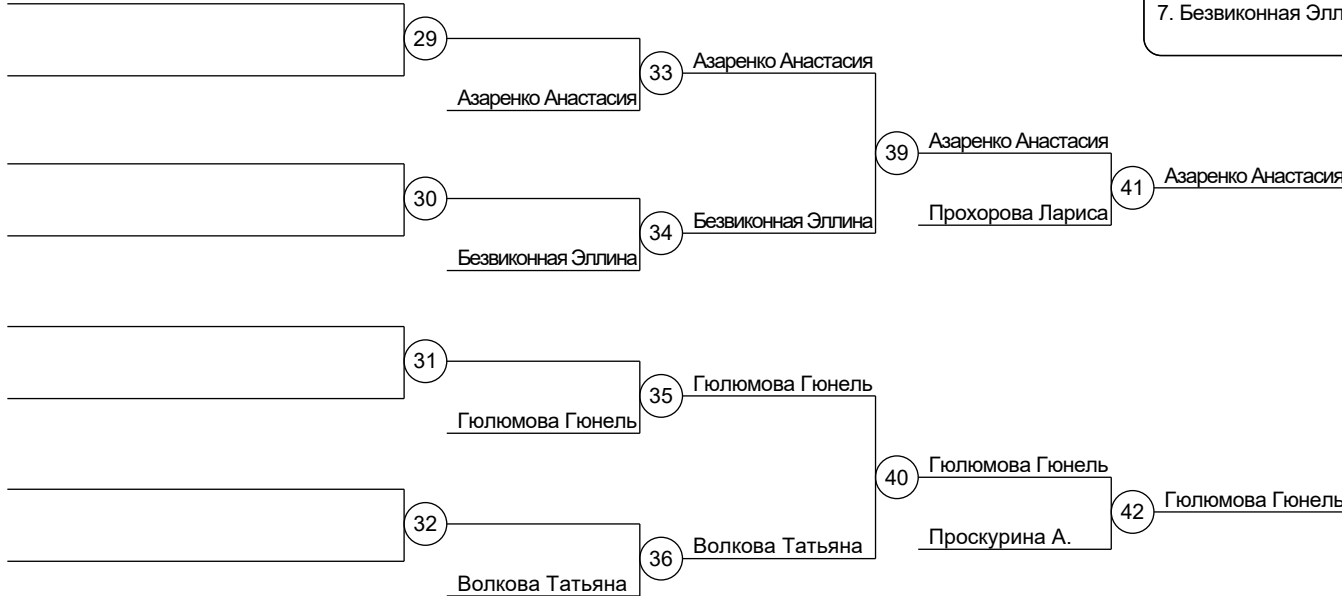 7. Безвиконная Элл
29
33
Азаренко Анастасия
Азаренко Анастасия
39
Азаренко Анастасия
41
Азаренко Анастасия
Прохорова Лариса
30
34
Безвиконная Эллина
Безвиконная Эллина
31
35
Гюлюмова Гюнель
Гюлюмова Гюнель
40
Гюлюмова Гюнель
42
Гюлюмова Гюнель
Проскурина А.
32
36
Волкова Татьяна
Волкова Татьяна